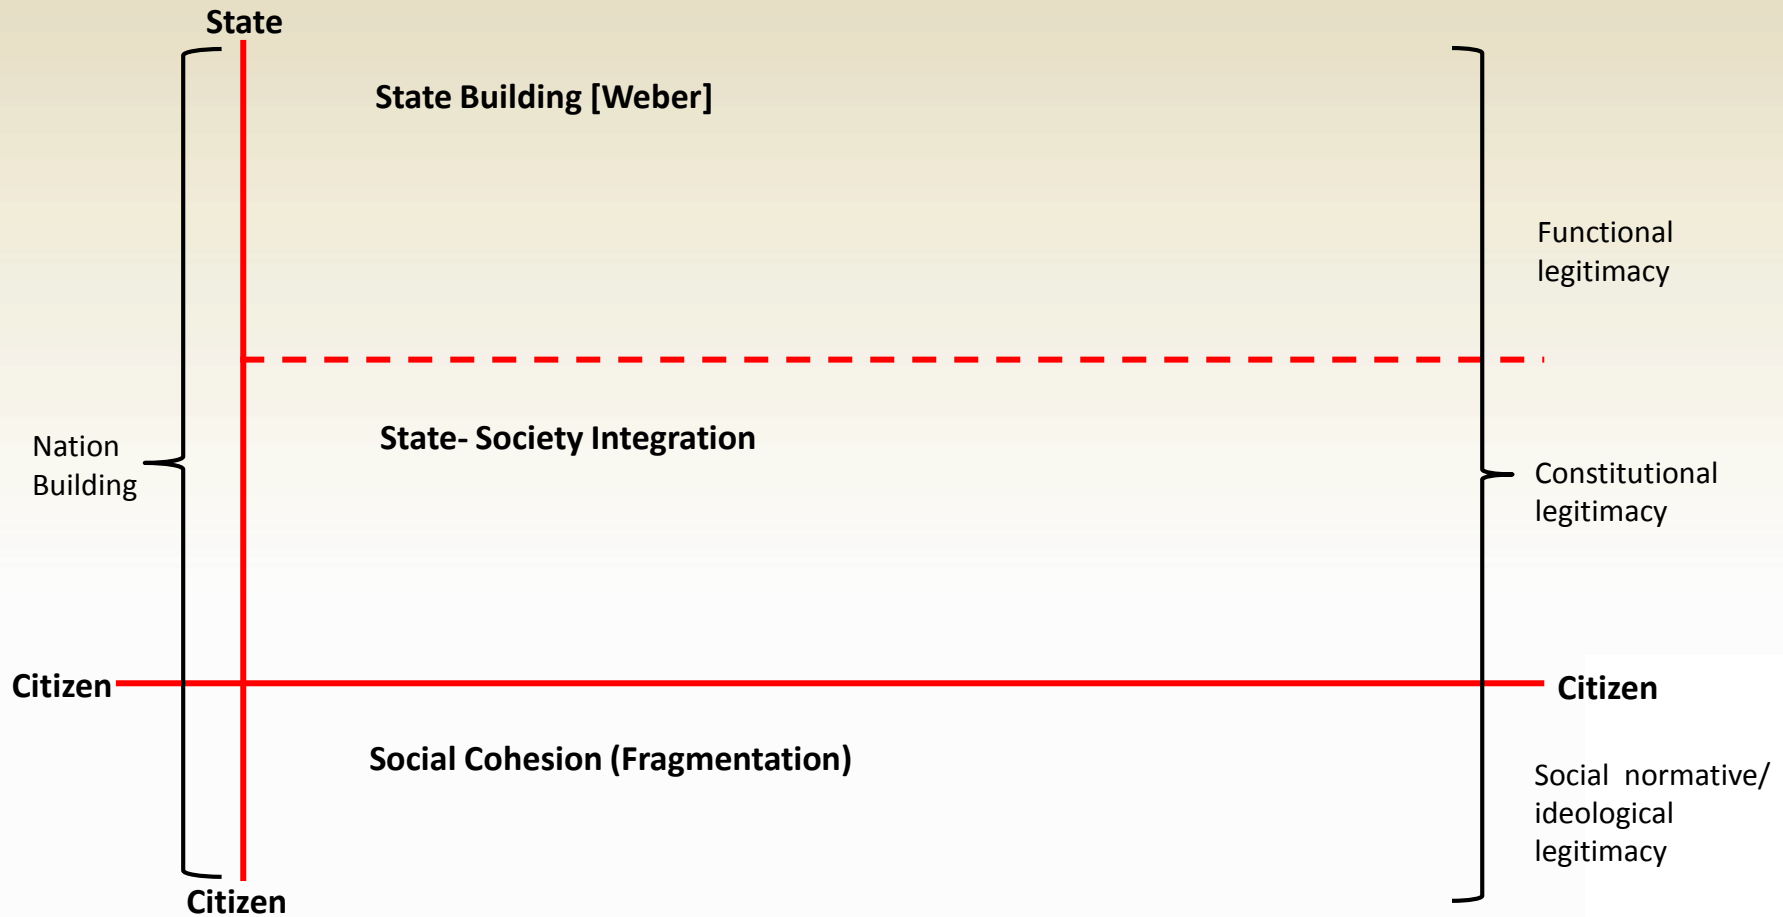 State
State Building [Weber]
Functional
legitimacy
State- Society Integration
Nation
Building
Constitutional
legitimacy
Citizen
Citizen
Social Cohesion (Fragmentation)
Social normative/
ideological
legitimacy
Citizen